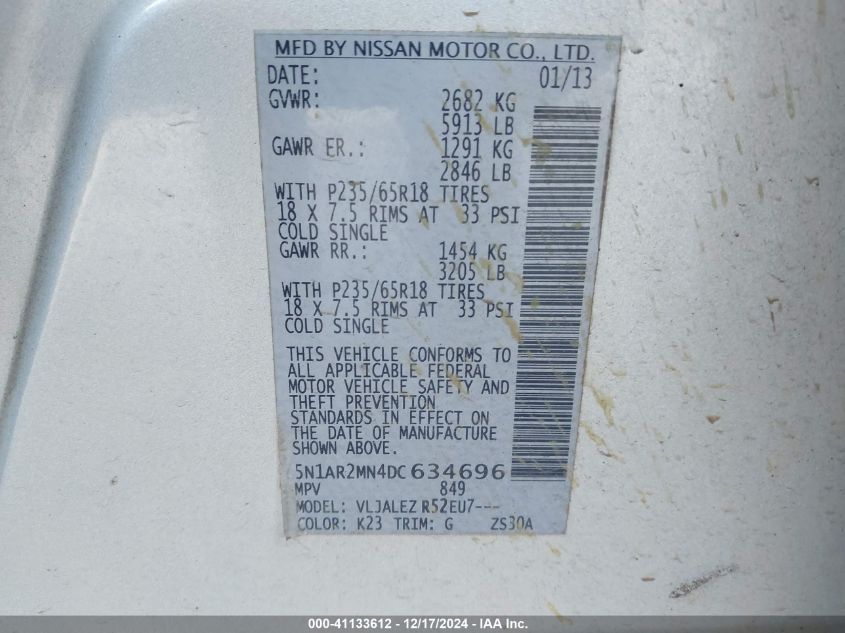 MFD BY NISSAN MOTOR CO., LTD.
DATE: 01/13
GVWR: 2682 KG
5913 LB
GAWR FR.: 1291 KG
2846 LB
WITH P235/65R18 TIRES
18 X 7.5 RIMS AT 33 PSI
COLD SINGLE
GAWR RR.: 1454 KG
3205 LB
WITH P235/65R18 TIRES
18 X 7.5 RIMS AT 33 PSI
COLD SINGLE
THIS VEHICLE CONFORMS TO
ALL APPLICABLE FEDERAL
MOTOR VEHICLE SAFETY AND
THEFT PREVENTION
STANDARDS IN EFFECT ON
THE DATE OF MANUFACTURE
SHOWN ABOVE.
5N1AR2MN4DC634696
MPV 849
MODEL: VLJALEZ R52EU7---
COLOR: K23 TRIM: G ZS30A
000-41133612 - 12/17/2024 - IAA Inc.